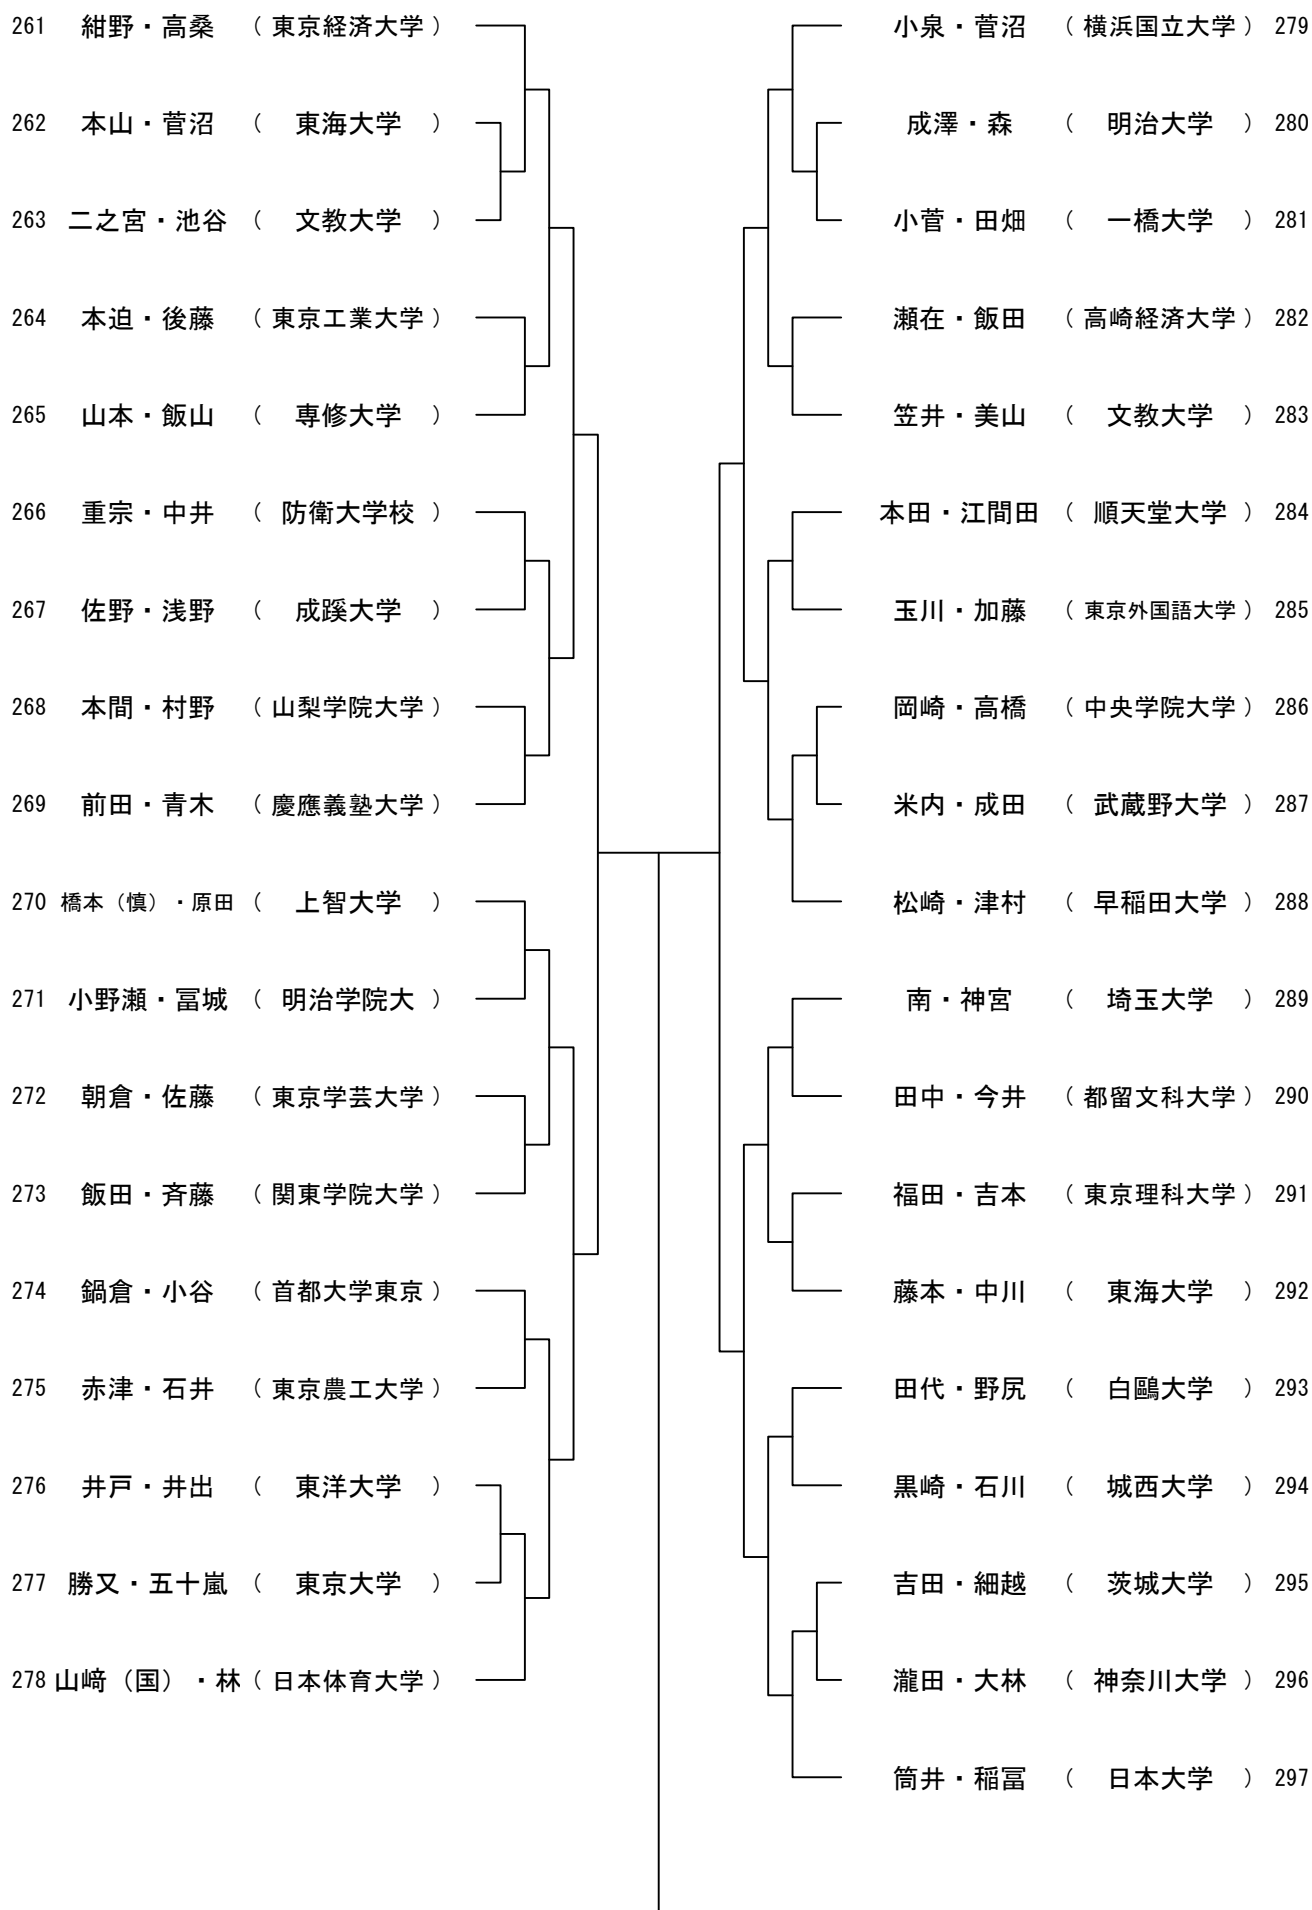 261 紺野・高桑 （ 東京経済大学 ）
262 本山・菅沼 （ 東海大学 ）
263 二之宮・池谷 （ 文教大学 ）
264 本迫・後藤 （ 東京工業大学 ）
265 山本・飯山 （ 専修大学 ）
266 重宗・中井 （ 防衛大学校 ）
267 佐野・浅野 （ 成蹊大学 ）
268 本間・村野 （ 山梨学院大学 ）
269 前田・青木 （ 慶應義塾大学 ）
270 橋本（慎）・原田 （ 上智大学 ）
271 小野瀬・冨城 （ 明治学院大 ）
272 朝倉・佐藤 （ 東京学芸大学 ）
273 飯田・斉藤 （ 関東学院大学 ）
274 鍋倉・小谷 （ 首都大学東京 ）
275 赤津・石井 （ 東京農工大学 ）
276 井戸・井出 （ 東洋大学 ）
277 勝又・五十嵐 （ 東京大学 ）
278 山﨑（国）・林 （ 日本体育大学 ）
小泉・菅沼 （ 横浜国立大学 ） 279
成澤・森 （ 明治大学 ） 280
小菅・田畑 （ 一橋大学 ） 281
瀬在・飯田 （ 高崎経済大学 ） 282
笠井・美山 （ 文教大学 ） 283
本田・江間田 （ 順天堂大学 ） 284
玉川・加藤 （ 東京外国語大学 ） 285
岡崎・高橋 （ 中央学院大学 ） 286
米内・成田 （ 武蔵野大学 ） 287
松崎・津村 （ 早稲田大学 ） 288
南・神宮 （ 埼玉大学 ） 289
田中・今井 （ 都留文科大学 ） 290
福田・吉本 （ 東京理科大学 ） 291
藤本・中川 （ 東海大学 ） 292
田代・野尻 （ 白鷗大学 ） 293
黒崎・石川 （ 城西大学 ） 294
吉田・細越 （ 茨城大学 ） 295
瀧田・大林 （ 神奈川大学 ） 296
筒井・稲冨 （ 日本大学 ） 297